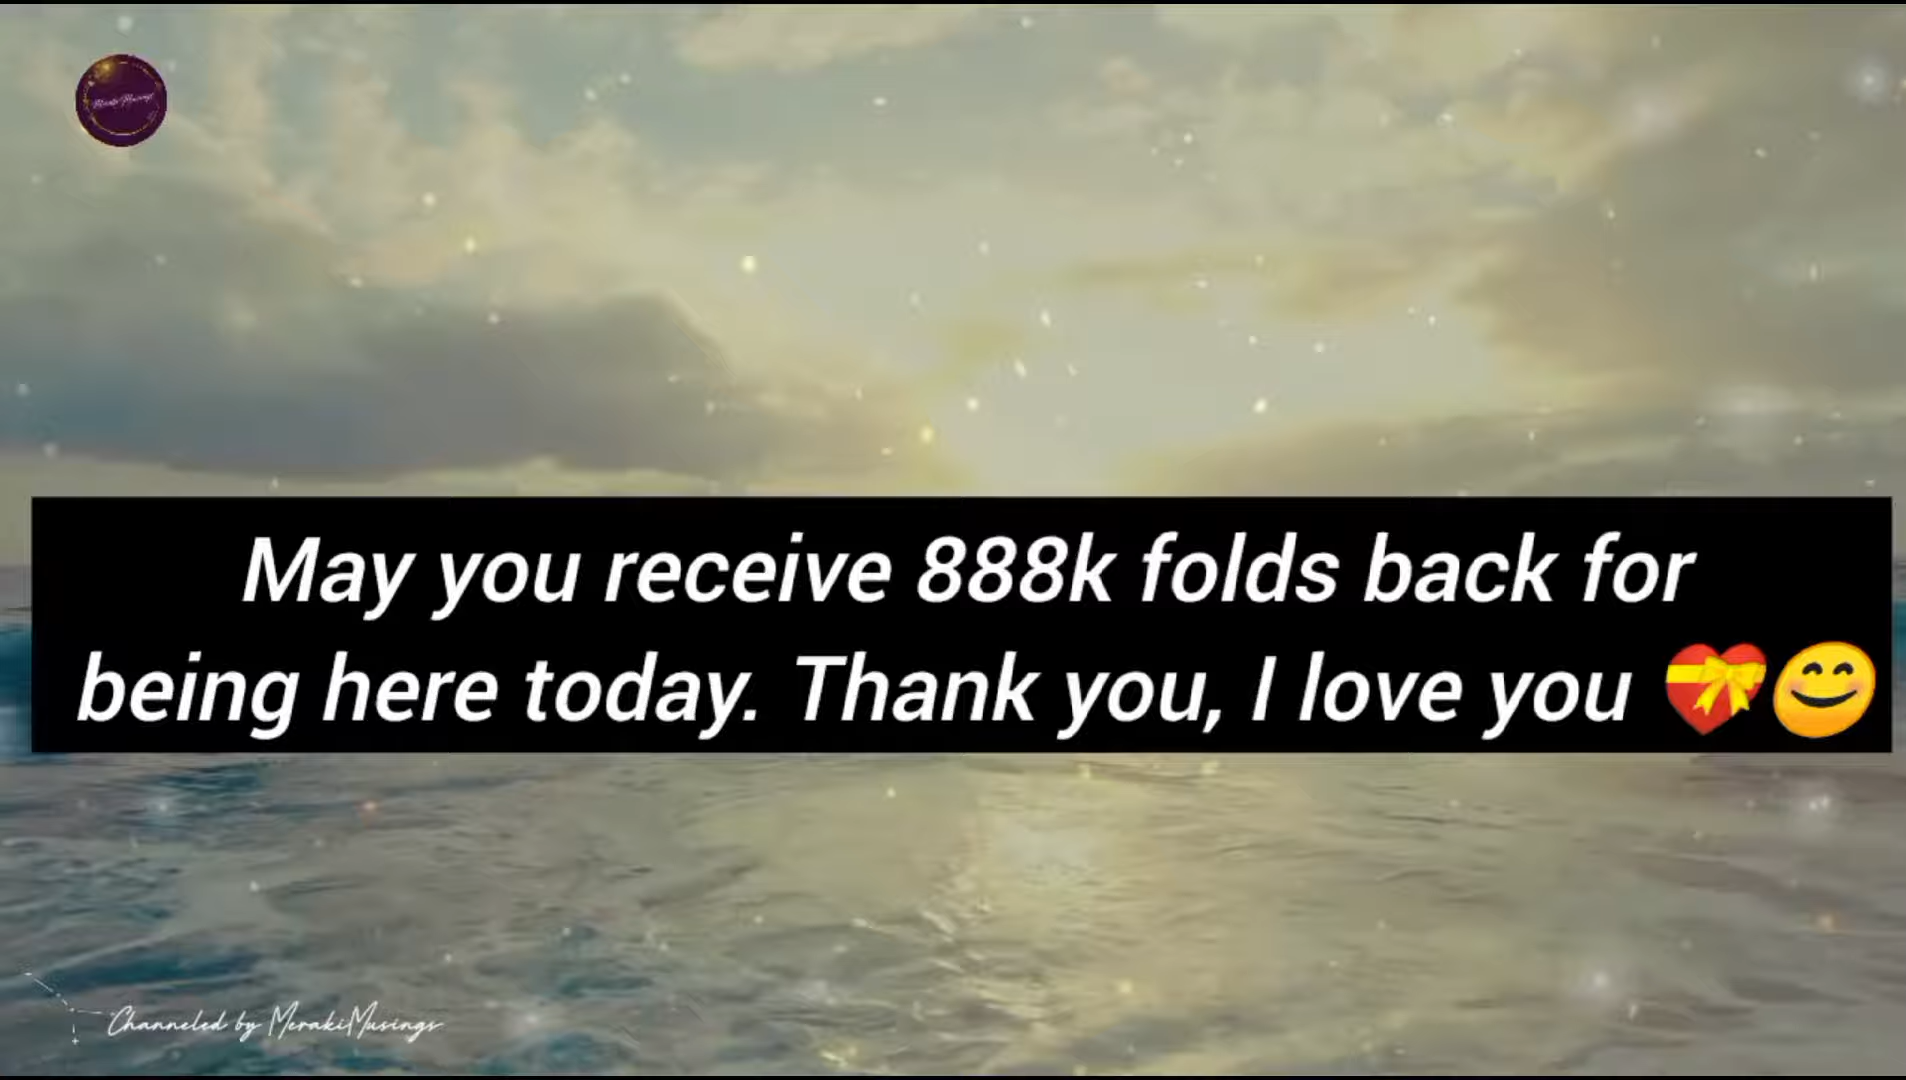 May you receive 888k folds back for
being here today. Thank you, I love you 💝😊
Channeled by MerakiMusings